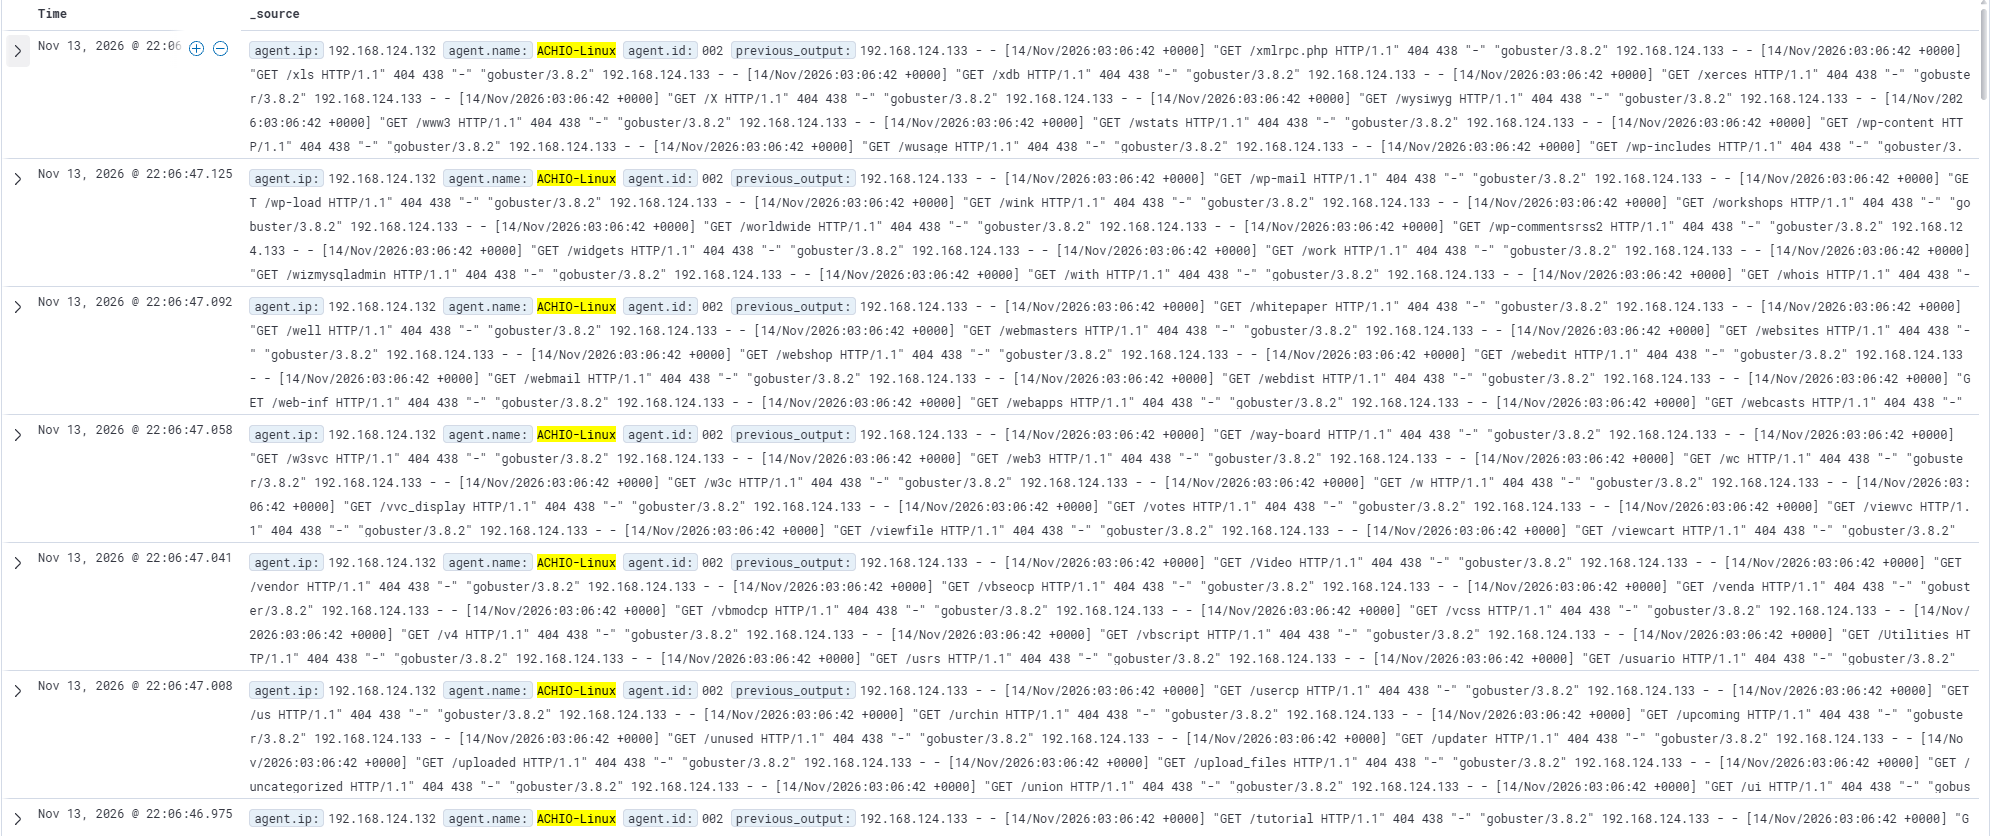 Time _source
Nov 13, 2026 @ 22:06 agent.ip: 192.168.124.132 agent.name: ACHIO-Linux agent.id: 002 previous_output: 192.168.124.133 - - [14/Nov/2026:03:06:42 +0000] "GET /xmlrpc.php HTTP/1.1" 404 438 "-" "gobuster/3.8.2" 192.168.124.133 - - [14/Nov/2026:03:06:42 +0000]
"GET /xls HTTP/1.1" 404 438 "-" "gobuster/3.8.2" 192.168.124.133 - - [14/Nov/2026:03:06:42 +0000] "GET /xdb HTTP/1.1" 404 438 "-" "gobuster/3.8.2" 192.168.124.133 - - [14/Nov/2026:03:06:42 +0000] "GET /xerces HTTP/1.1" 404 438 "-" "gobuste
r/3.8.2" 192.168.124.133 - - [14/Nov/2026:03:06:42 +0000] "GET /X HTTP/1.1" 404 438 "-" "gobuster/3.8.2" 192.168.124.133 - - [14/Nov/2026:03:06:42 +0000] "GET /wysiwyg HTTP/1.1" 404 438 "-" "gobuster/3.8.2" 192.168.124.133 - - [14/Nov/202
6:03:06:42 +0000] "GET /www3 HTTP/1.1" 404 438 "-" "gobuster/3.8.2" 192.168.124.133 - - [14/Nov/2026:03:06:42 +0000] "GET /wstats HTTP/1.1" 404 438 "-" "gobuster/3.8.2" 192.168.124.133 - - [14/Nov/2026:03:06:42 +0000] "GET /wp-content HTT
P/1.1" 404 438 "-" "gobuster/3.8.2" 192.168.124.133 - - [14/Nov/2026:03:06:42 +0000] "GET /wusage HTTP/1.1" 404 438 "-" "gobuster/3.8.2" 192.168.124.133 - - [14/Nov/2026:03:06:42 +0000] "GET /wp-includes HTTP/1.1" 404 438 "-" "gobuster/3.
Nov 13, 2026 @ 22:06:47.125 agent.ip: 192.168.124.132 agent.name: ACHIO-Linux agent.id: 002 previous_output: 192.168.124.133 - - [14/Nov/2026:03:06:42 +0000] "GET /wp-mail HTTP/1.1" 404 438 "-" "gobuster/3.8.2" 192.168.124.133 - - [14/Nov/2026:03:06:42 +0000] "GE
T /wp-load HTTP/1.1" 404 438 "-" "gobuster/3.8.2" 192.168.124.133 - - [14/Nov/2026:03:06:42 +0000] "GET /wink HTTP/1.1" 404 438 "-" "gobuster/3.8.2" 192.168.124.133 - - [14/Nov/2026:03:06:42 +0000] "GET /workshops HTTP/1.1" 404 438 "-" "go
buster/3.8.2" 192.168.124.133 - - [14/Nov/2026:03:06:42 +0000] "GET /worldwide HTTP/1.1" 404 438 "-" "gobuster/3.8.2" 192.168.124.133 - - [14/Nov/2026:03:06:42 +0000] "GET /wp-commentsrss2 HTTP/1.1" 404 438 "-" "gobuster/3.8.2" 192.168.12
4.133 - - [14/Nov/2026:03:06:42 +0000] "GET /widgets HTTP/1.1" 404 438 "-" "gobuster/3.8.2" 192.168.124.133 - - [14/Nov/2026:03:06:42 +0000] "GET /work HTTP/1.1" 404 438 "-" "gobuster/3.8.2" 192.168.124.133 - - [14/Nov/2026:03:06:42 +0000]
"GET /wizmysqladmin HTTP/1.1" 404 438 "-" "gobuster/3.8.2" 192.168.124.133 - - [14/Nov/2026:03:06:42 +0000] "GET /with HTTP/1.1" 404 438 "-" "gobuster/3.8.2" 192.168.124.133 - - [14/Nov/2026:03:06:42 +0000] "GET /whois HTTP/1.1" 404 438 "-
Nov 13, 2026 @ 22:06:47.092 agent.ip: 192.168.124.132 agent.name: ACHIO-Linux agent.id: 002 previous_output: 192.168.124.133 - - [14/Nov/2026:03:06:42 +0000] "GET /whitepaper HTTP/1.1" 404 438 "-" "gobuster/3.8.2" 192.168.124.133 - - [14/Nov/2026:03:06:42 +0000]
"GET /well HTTP/1.1" 404 438 "-" "gobuster/3.8.2" 192.168.124.133 - - [14/Nov/2026:03:06:42 +0000] "GET /webmasters HTTP/1.1" 404 438 "-" "gobuster/3.8.2" 192.168.124.133 - - [14/Nov/2026:03:06:42 +0000] "GET /websites HTTP/1.1" 404 438 "-
" "gobuster/3.8.2" 192.168.124.133 - - [14/Nov/2026:03:06:42 +0000] "GET /webshop HTTP/1.1" 404 438 "-" "gobuster/3.8.2" 192.168.124.133 - - [14/Nov/2026:03:06:42 +0000] "GET /webedit HTTP/1.1" 404 438 "-" "gobuster/3.8.2" 192.168.124.133
- - [14/Nov/2026:03:06:42 +0000] "GET /webmail HTTP/1.1" 404 438 "-" "gobuster/3.8.2" 192.168.124.133 - - [14/Nov/2026:03:06:42 +0000] "GET /webdist HTTP/1.1" 404 438 "-" "gobuster/3.8.2" 192.168.124.133 - - [14/Nov/2026:03:06:42 +0000] "G
ET /web-inf HTTP/1.1" 404 438 "-" "gobuster/3.8.2" 192.168.124.133 - - [14/Nov/2026:03:06:42 +0000] "GET /webapps HTTP/1.1" 404 438 "-" "gobuster/3.8.2" 192.168.124.133 - - [14/Nov/2026:03:06:42 +0000] "GET /webcasts HTTP/1.1" 404 438 "-"
Nov 13, 2026 @ 22:06:47.058 agent.ip: 192.168.124.132 agent.name: ACHIO-Linux agent.id: 002 previous_output: 192.168.124.133 - - [14/Nov/2026:03:06:42 +0000] "GET /way-board HTTP/1.1" 404 438 "-" "gobuster/3.8.2" 192.168.124.133 - - [14/Nov/2026:03:06:42 +0000]
"GET /w3svc HTTP/1.1" 404 438 "-" "gobuster/3.8.2" 192.168.124.133 - - [14/Nov/2026:03:06:42 +0000] "GET /web3 HTTP/1.1" 404 438 "-" "gobuster/3.8.2" 192.168.124.133 - - [14/Nov/2026:03:06:42 +0000] "GET /wc HTTP/1.1" 404 438 "-" "gobuste
r/3.8.2" 192.168.124.133 - - [14/Nov/2026:03:06:42 +0000] "GET /w3c HTTP/1.1" 404 438 "-" "gobuster/3.8.2" 192.168.124.133 - - [14/Nov/2026:03:06:42 +0000] "GET /w HTTP/1.1" 404 438 "-" "gobuster/3.8.2" 192.168.124.133 - - [14/Nov/2026:03:
06:42 +0000] "GET /vvc_display HTTP/1.1" 404 438 "-" "gobuster/3.8.2" 192.168.124.133 - - [14/Nov/2026:03:06:42 +0000] "GET /votes HTTP/1.1" 404 438 "-" "gobuster/3.8.2" 192.168.124.133 - - [14/Nov/2026:03:06:42 +0000] "GET /viewvc HTTP/1.
1" 404 438 "-" "gobuster/3.8.2" 192.168.124.133 - - [14/Nov/2026:03:06:42 +0000] "GET /viewfile HTTP/1.1" 404 438 "-" "gobuster/3.8.2" 192.168.124.133 - - [14/Nov/2026:03:06:42 +0000] "GET /viewcart HTTP/1.1" 404 438 "-" "gobuster/3.8.2"
Nov 13, 2026 @ 22:06:47.041 agent.ip: 192.168.124.132 agent.name: ACHIO-Linux agent.id: 002 previous_output: 192.168.124.133 - - [14/Nov/2026:03:06:42 +0000] "GET /Video HTTP/1.1" 404 438 "-" "gobuster/3.8.2" 192.168.124.133 - - [14/Nov/2026:03:06:42 +0000] "GET
/vendor HTTP/1.1" 404 438 "-" "gobuster/3.8.2" 192.168.124.133 - - [14/Nov/2026:03:06:42 +0000] "GET /vbseocp HTTP/1.1" 404 438 "-" "gobuster/3.8.2" 192.168.124.133 - - [14/Nov/2026:03:06:42 +0000] "GET /venda HTTP/1.1" 404 438 "-" "gobust
er/3.8.2" 192.168.124.133 - - [14/Nov/2026:03:06:42 +0000] "GET /vbmodcp HTTP/1.1" 404 438 "-" "gobuster/3.8.2" 192.168.124.133 - - [14/Nov/2026:03:06:42 +0000] "GET /vcss HTTP/1.1" 404 438 "-" "gobuster/3.8.2" 192.168.124.133 - - [14/Nov/
2026:03:06:42 +0000] "GET /v4 HTTP/1.1" 404 438 "-" "gobuster/3.8.2" 192.168.124.133 - - [14/Nov/2026:03:06:42 +0000] "GET /vbscript HTTP/1.1" 404 438 "-" "gobuster/3.8.2" 192.168.124.133 - - [14/Nov/2026:03:06:42 +0000] "GET /Utilities HT
TP/1.1" 404 438 "-" "gobuster/3.8.2" 192.168.124.133 - - [14/Nov/2026:03:06:42 +0000] "GET /usrs HTTP/1.1" 404 438 "-" "gobuster/3.8.2" 192.168.124.133 - - [14/Nov/2026:03:06:42 +0000] "GET /usuario HTTP/1.1" 404 438 "-" "gobuster/3.8.2"
Nov 13, 2026 @ 22:06:47.008 agent.ip: 192.168.124.132 agent.name: ACHIO-Linux agent.id: 002 previous_output: 192.168.124.133 - - [14/Nov/2026:03:06:42 +0000] "GET /usercp HTTP/1.1" 404 438 "-" "gobuster/3.8.2" 192.168.124.133 - - [14/Nov/2026:03:06:42 +0000] "GET
/us HTTP/1.1" 404 438 "-" "gobuster/3.8.2" 192.168.124.133 - - [14/Nov/2026:03:06:42 +0000] "GET /urchin HTTP/1.1" 404 438 "-" "gobuster/3.8.2" 192.168.124.133 - - [14/Nov/2026:03:06:42 +0000] "GET /upcoming HTTP/1.1" 404 438 "-" "gobuste
r/3.8.2" 192.168.124.133 - - [14/Nov/2026:03:06:42 +0000] "GET /unused HTTP/1.1" 404 438 "-" "gobuster/3.8.2" 192.168.124.133 - - [14/Nov/2026:03:06:42 +0000] "GET /updater HTTP/1.1" 404 438 "-" "gobuster/3.8.2" 192.168.124.133 - - [14/No
v/2026:03:06:42 +0000] "GET /uploaded HTTP/1.1" 404 438 "-" "gobuster/3.8.2" 192.168.124.133 - - [14/Nov/2026:03:06:42 +0000] "GET /upload_files HTTP/1.1" 404 438 "-" "gobuster/3.8.2" 192.168.124.133 - - [14/Nov/2026:03:06:42 +0000] "GET /
uncategorized HTTP/1.1" 404 438 "-" "gobuster/3.8.2" 192.168.124.133 - - [14/Nov/2026:03:06:42 +0000] "GET /union HTTP/1.1" 404 438 "-" "gobuster/3.8.2" 192.168.124.133 - - [14/Nov/2026:03:06:42 +0000] "GET /ui HTTP/1.1" 404 438 "-" "gobus
Nov 13, 2026 @ 22:06:46.975 agent.ip: 192.168.124.132 agent.name: ACHIO-Linux agent.id: 002 previous_output: 192.168.124.133 - - [14/Nov/2026:03:06:42 +0000] "GET /tutorial HTTP/1.1" 404 438 "-" "gobuster/3.8.2" 192.168.124.133 - - [14/Nov/2026:03:06:42 +0000] "G